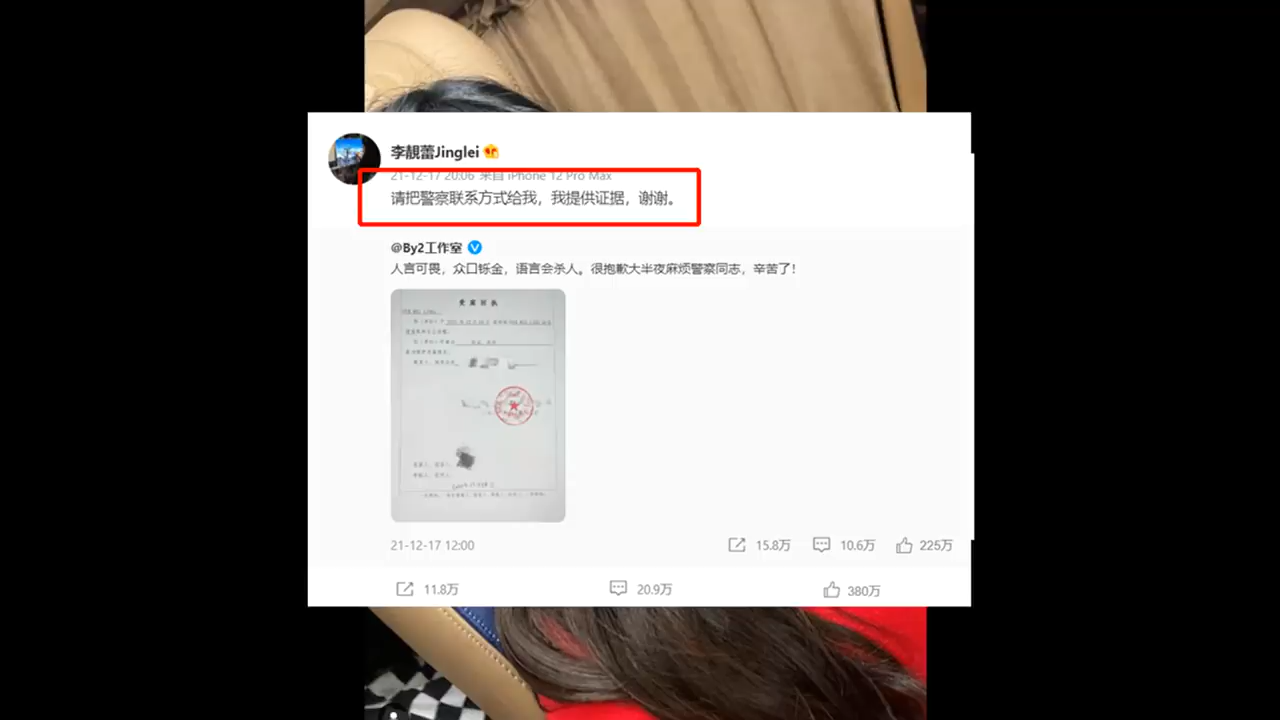 李靓蕾Jinglei
21-12-17 20:06 来自 iPhone 12 Pro Max
请把警察联系方式给我，我提供证据，谢谢。
@By2工作室
人言可畏，众口铄金，语言会杀人。很抱歉大半夜麻烦警察同志，辛苦了！
受案回执
21-12-17 12:00
15.8万
10.6万
225万
11.8万
20.9万
380万